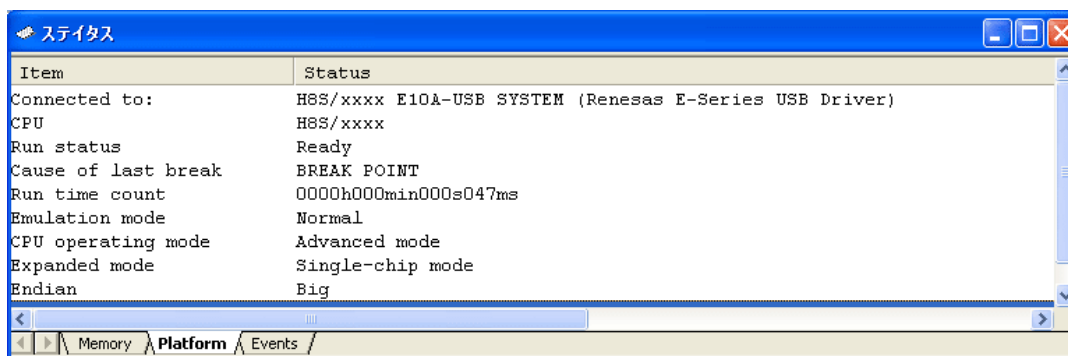 ステイタス
Item Status
Connected to: H8S/xxxx E10A-USB SYSTEM (Renesas E-Series USB Driver)
CPU H8S/xxxx
Run status Ready
Cause of last break BREAK POINT
Run time count 0000h000min000s047ms
Emulation mode Normal
CPU operating mode Advanced mode
Expanded mode Single-chip mode
Endian Big
Memory Platform Events